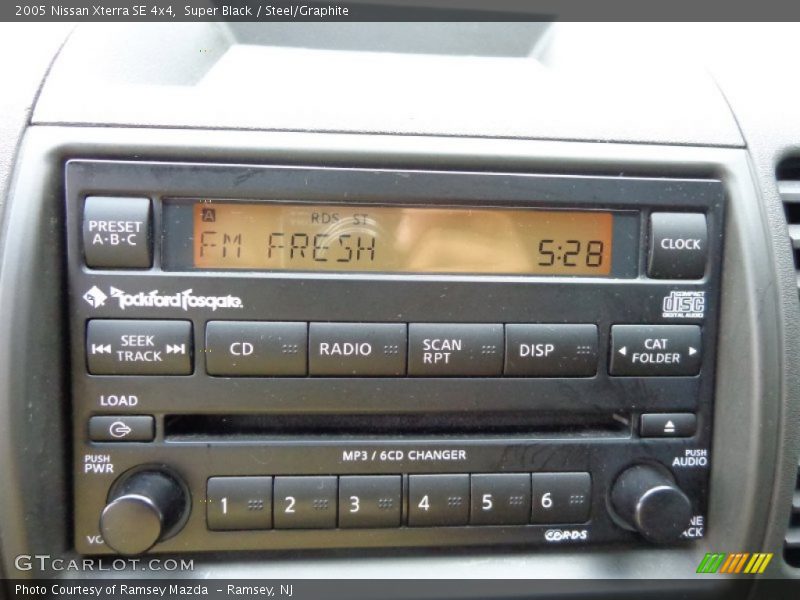 2005 Nissan Xterra SE 4x4,  Super Black / Steel/Graphite
A RDS ST
FM FRESH 5:28
PRESET
A·B·C
CLOCK
Rockford Fosgate.
COMPACT
disc
DIGITAL AUDIO
SEEK
TRACK
CD
RADIO
SCAN
RPT
DISP
CAT
FOLDER
LOAD
MP3 / 6CD CHANGER
PUSH
PWR
PUSH
AUDIO
1 2 3 4 5 6
RDS
GTCARLOT.COM
Photo Courtesy of Ramsey Mazda  - Ramsey, NJ